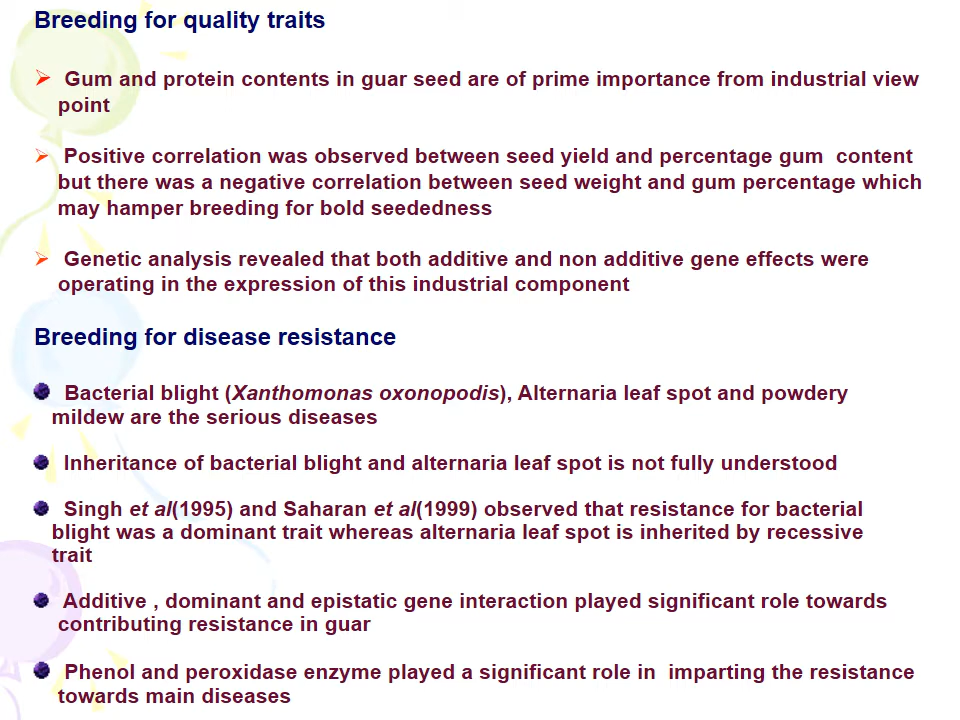 Breeding for quality traits
Gum and protein contents in guar seed are of prime importance from industrial view
point
Positive correlation was observed between seed yield and percentage gum  content
but there was a negative correlation between seed weight and gum percentage which
may hamper breeding for bold seededness
Genetic analysis revealed that both additive and non additive gene effects were
operating in the expression of this industrial component
Breeding for disease resistance
Bacterial blight (Xanthomonas oxonopodis), Alternaria leaf spot and powdery
mildew are the serious diseases
Inheritance of bacterial blight and alternaria leaf spot is not fully understood
Singh et al(1995) and Saharan et al(1999) observed that resistance for bacterial
blight was a dominant trait whereas alternaria leaf spot is inherited by recessive
trait
Additive , dominant and epistatic gene interaction played significant role towards
contributing resistance in guar
Phenol and peroxidase enzyme played a significant role in  imparting the resistance
towards main diseases